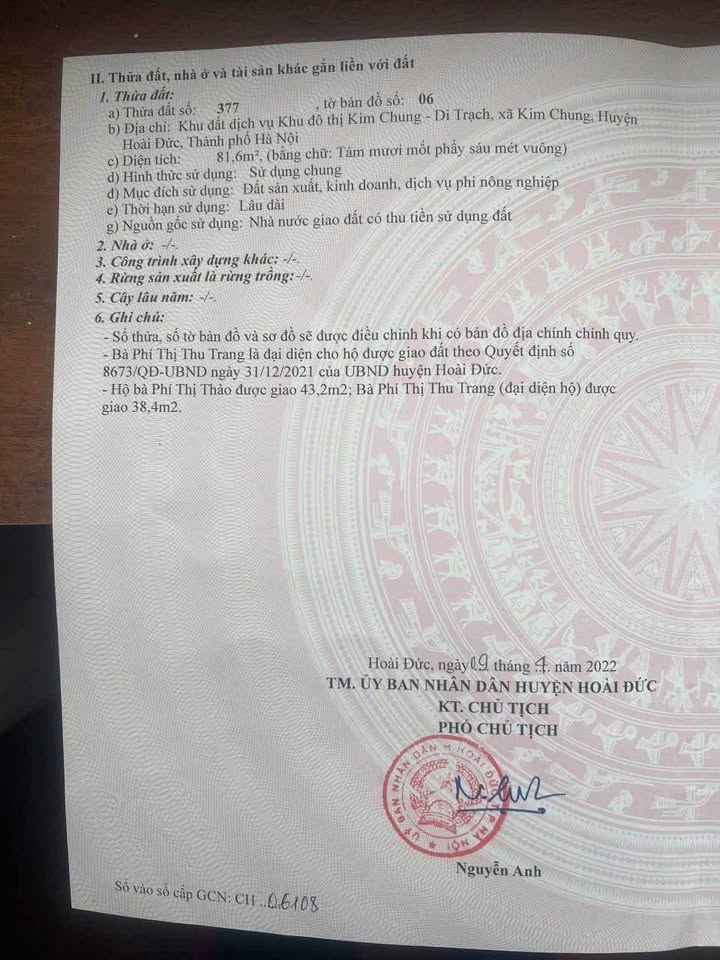 II. Thửa đất, nhà ở và tài sản khác gắn liền với đất
1. Thửa đất:
a) Thửa đất số: 377 , tờ bản đồ số: 06
b) Địa chỉ: Khu đất dịch vụ Khu đô thị Kim Chung - Di Trạch, xã Kim Chung, Huyện
Hoài Đức, Thành phố Hà Nội
c) Diện tích: 81,6m², (bằng chữ: Tám mươi mốt phẩy sáu mét vuông)
d) Hình thức sử dụng: Sử dụng chung
đ) Mục đích sử dụng: Đất sản xuất, kinh doanh, dịch vụ phi nông nghiệp
e) Thời hạn sử dụng: Lâu dài
g) Nguồn gốc sử dụng: Nhà nước giao đất có thu tiền sử dụng đất
2. Nhà ở: -/-.
3. Công trình xây dựng khác: -/-.
4. Rừng sản xuất là rừng trồng: -/-.
5. Cây lâu năm: -/-.
6. Ghi chú:
- Số thửa, số tờ bản đồ và sơ đồ sẽ được điều chỉnh khi có bản đồ địa chính chính quy.
- Bà Phí Thị Thu Trang là đại diện cho hộ được giao đất theo Quyết định số
8673/QĐ-UBND ngày 31/12/2021 của UBND huyện Hoài Đức.
- Hộ bà Phí Thị Thảo được giao 43,2m2; Bà Phí Thị Thu Trang (đại diện hộ) được
giao 38,4m2.
Hoài Đức, ngày 09 tháng 4 năm 2022
TM. ỦY BAN NHÂN DÂN HUYỆN HOÀI ĐỨC
KT. CHỦ TỊCH
PHÓ CHỦ TỊCH
ỦY BAN NHÂN DÂN H. HOÀI ĐỨC TP HÀ NỘI
Nguyễn Anh
Số vào sổ cấp GCN: CH ..06108